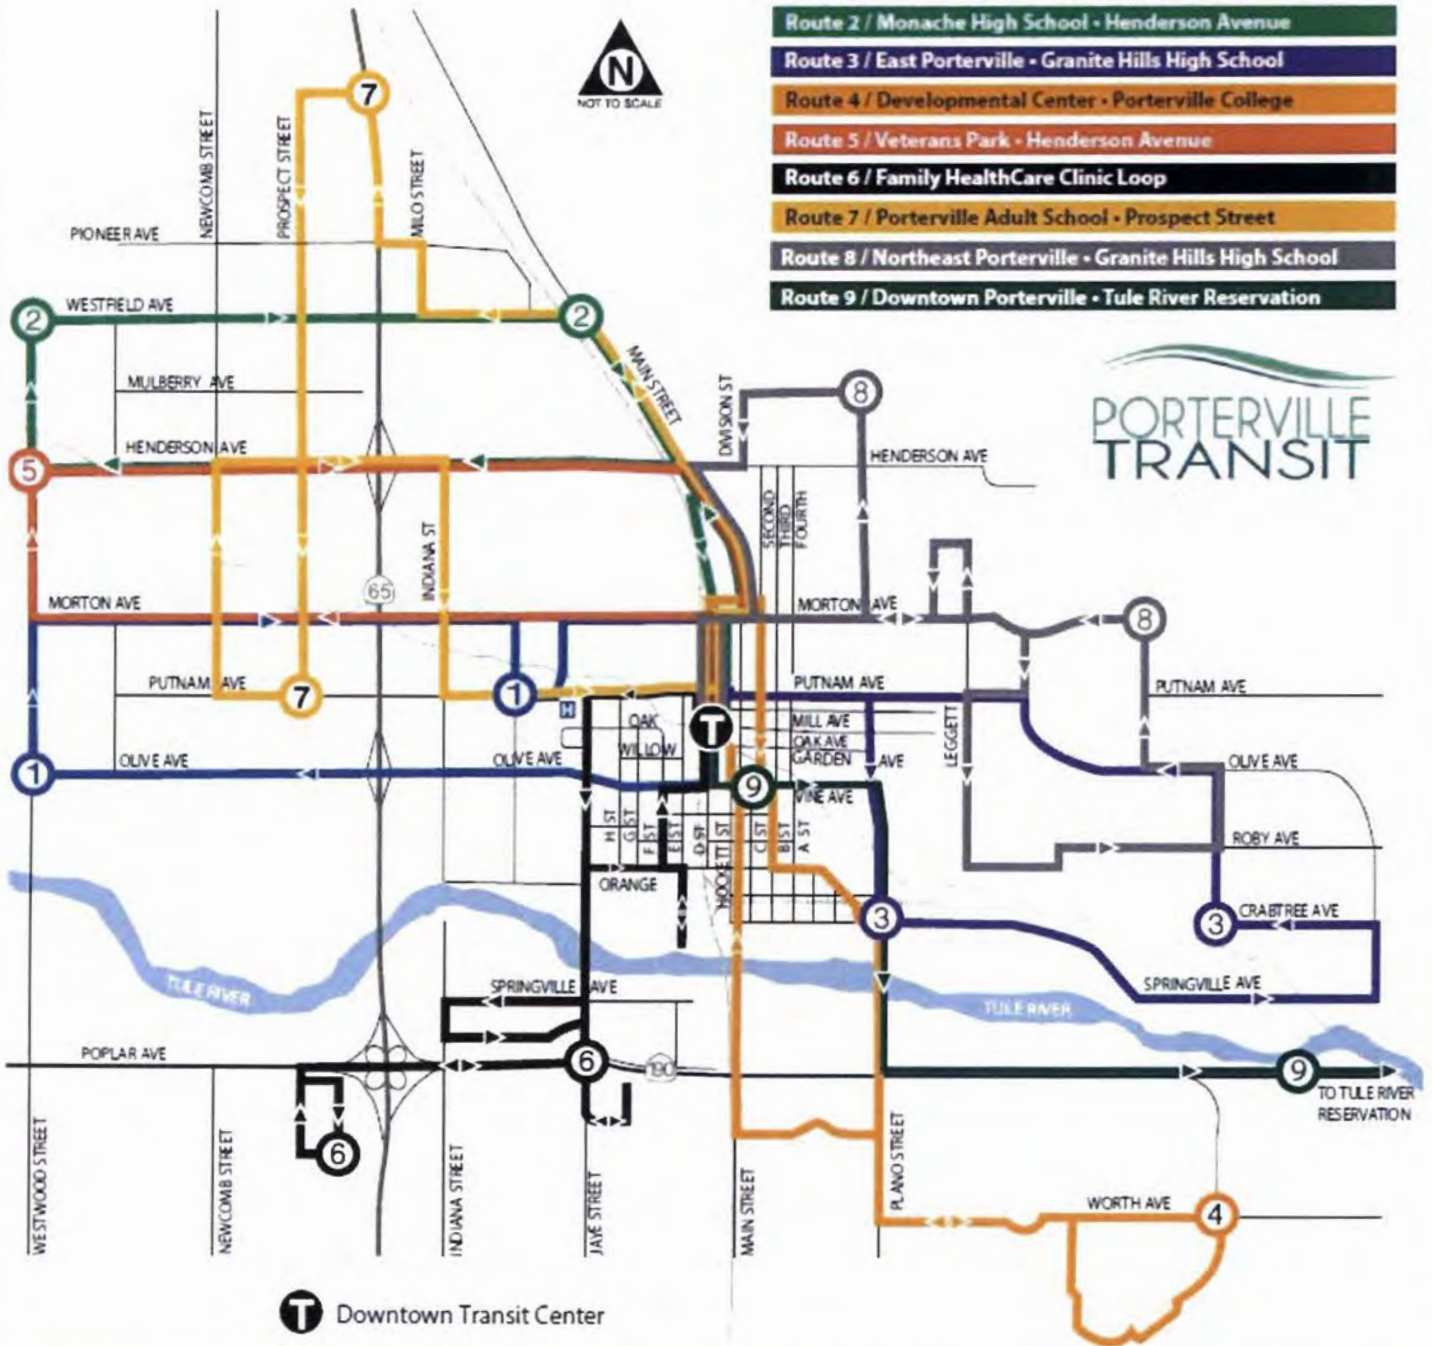 Route 2 / Monache High School • Henderson Avenue
Route 3 / East Porterville • Granite Hills High School
Route 4 / Developmental Center • Porterville College
Route 5 / Veterans Park • Henderson Avenue
Route 6 / Family HealthCare Clinic Loop
Route 7 / Porterville Adult School • Prospect Street
Route 8 / Northeast Porterville • Granite Hills High School
Route 9 / Downtown Porterville • Tule River Reservation
N
NOT TO SCALE
PORTERVILLE
TRANSIT
7
NEWCOMB STREET
PROSPECT STREET
MILO STREET
PIONEER AVE
2
WESTFIELD AVE
2
MULBERRY AVE
MAIN STREET
DIVISION ST
8
5
HENDERSON AVE
HENDERSON AVE
SECOND
THIRD
FOURTH
INDIANA ST
65
MORTON AVE
MORTON AVE
8
PUTNAM AVE
7
1
H
PUTNAM AVE
PUTNAM AVE
OAK
WILLOW
T
MILL AVE
OAK AVE
GARDEN AVE
LEGGETT
1
OLIVE AVE
OLIVE AVE
OLIVE AVE
9
VINE AVE
H ST
G ST
F ST
E ST
D ST
HOCKETT ST
C ST
B ST
A ST
ROBY AVE
ORANGE
3
3
CRABTREE AVE
TULE RIVER
SPRINGVILLE AVE
SPRINGVILLE AVE
TULE RIVER
POPLAR AVE
6
190
9
TO TULE RIVER
RESERVATION
6
WESTWOOD STREET
NEWCOMB STREET
INDIANA STREET
JAYE STREET
MAIN STREET
PLANO STREET
WORTH AVE
4
T Downtown Transit Center